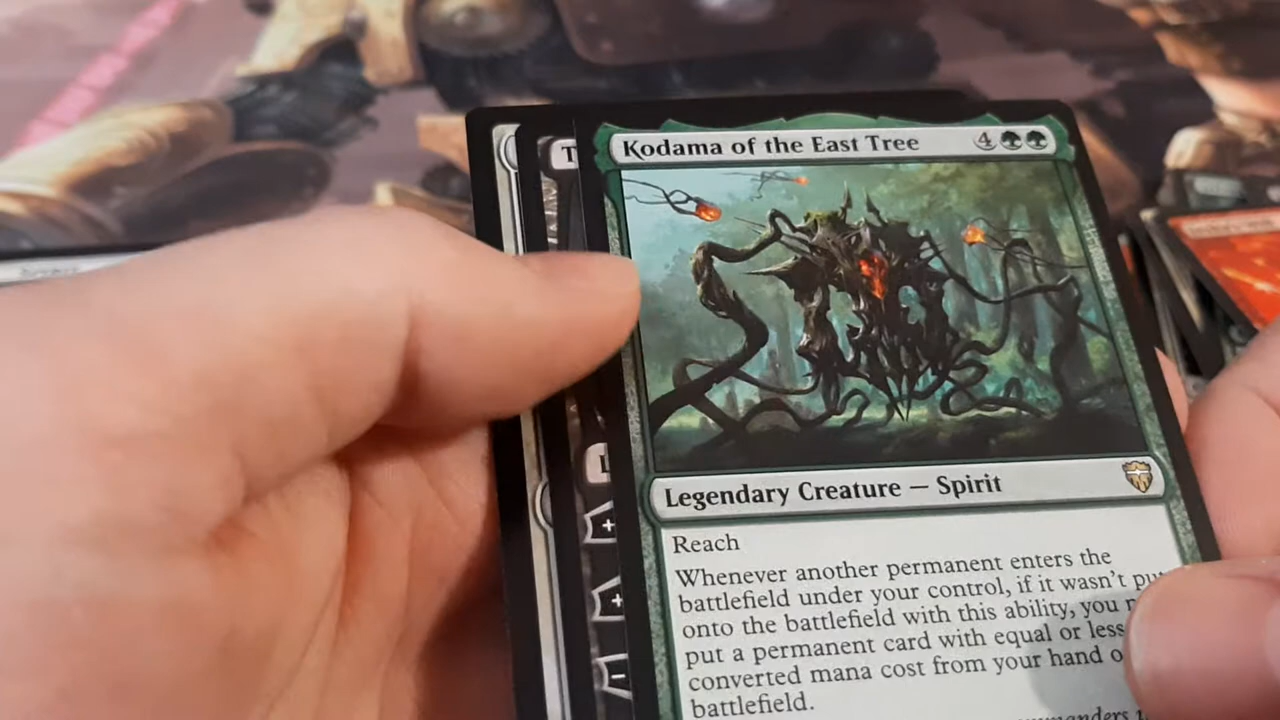 Kodama of the East Tree 4
T
L
Legendary Creature — Spirit
Reach
Whenever another permanent enters the
battlefield under your control, if it wasn't
onto the battlefield with this ability, you
put a permanent card with equal or less
converted mana cost from your hand
battlefield.